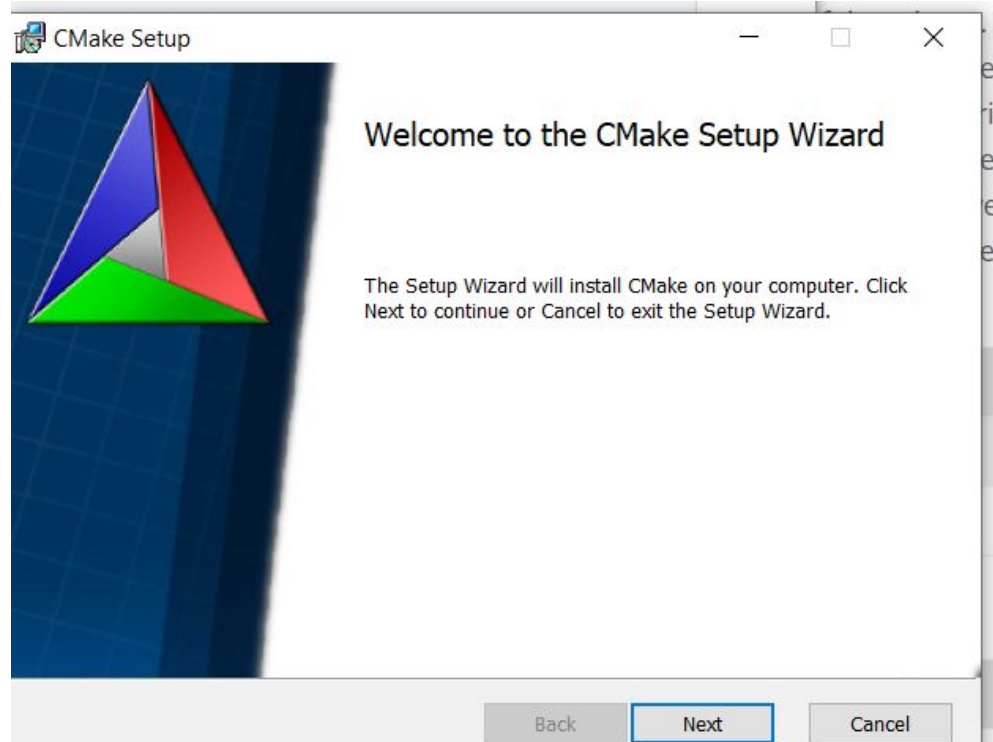 CMake Setup
Welcome to the CMake Setup Wizard
The Setup Wizard will install CMake on your computer. Click
Next to continue or Cancel to exit the Setup Wizard.
Back Next Cancel